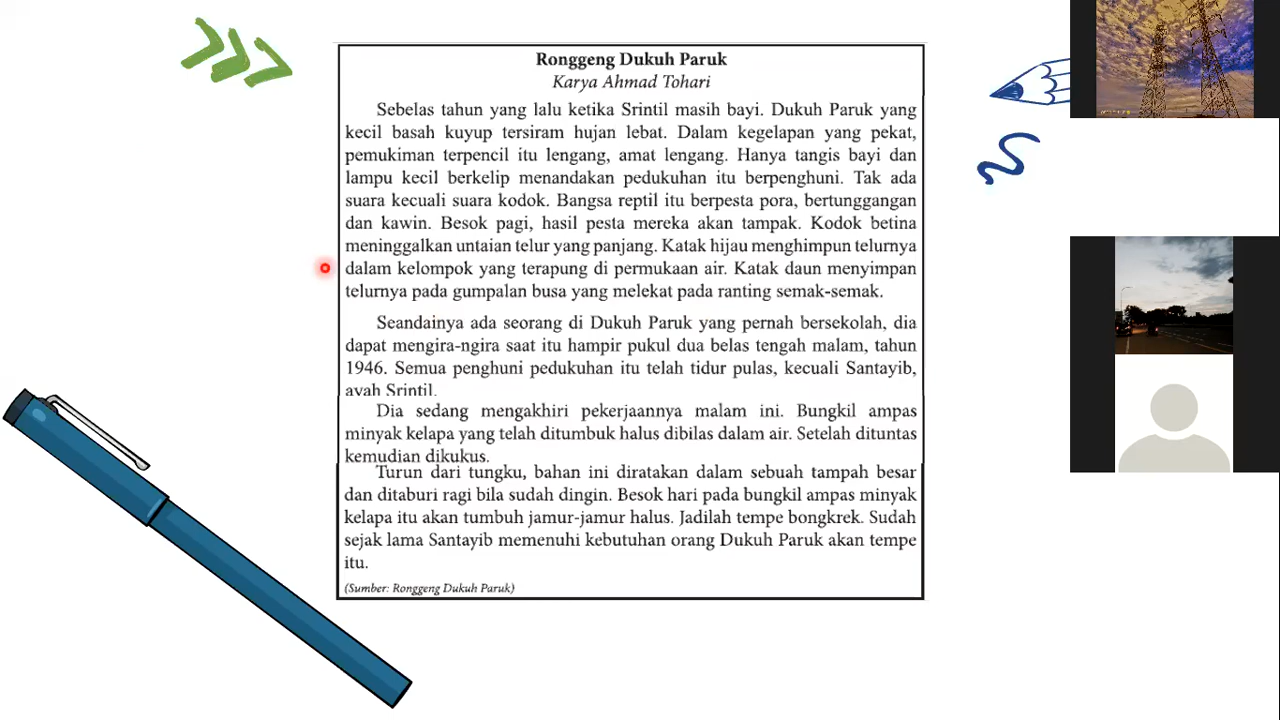 Ronggeng Dukuh Paruk
Karya Ahmad Tohari
Sebelas tahun yang lalu ketika Srintil masih bayi. Dukuh Paruk yang
kecil basah kuyup tersiram hujan lebat. Dalam kegelapan yang pekat,
pemukiman terpencil itu lengang, amat lengang. Hanya tangis bayi dan
lampu kecil berkelip menandakan pedukuhan itu berpenghuni. Tak ada
suara kecuali suara kodok. Bangsa reptil itu berpesta pora, bertunggangan
dan kawin. Besok pagi, hasil pesta mereka akan tampak. Kodok betina
meninggalkan untaian telur yang panjang. Katak hijau menghimpun telurnya
dalam kelompok yang terapung di permukaan air. Katak daun menyimpan
telurnya pada gumpalan busa yang melekat pada ranting semak-semak.
Seandainya ada seorang di Dukuh Paruk yang pernah bersekolah, dia
dapat mengira-ngira saat itu hampir pukul dua belas tengah malam, tahun
1946. Semua penghuni pedukuhan itu telah tidur pulas, kecuali Santayib,
ayah Srintil.
Dia sedang mengakhiri pekerjaannya malam ini. Bungkil ampas
minyak kelapa yang telah ditumbuk halus dibilas dalam air. Setelah dituntas
kemudian dikukus.
Turun dari tungku, bahan ini diratakan dalam sebuah tampah besar
dan ditaburi ragi bila sudah dingin. Besok hari pada bungkil ampas minyak
kelapa itu akan tumbuh jamur-jamur halus. Jadilah tempe bongkrek. Sudah
sejak lama Santayib memenuhi kebutuhan orang Dukuh Paruk akan tempe
itu.
(Sumber: Ronggeng Dukuh Paruk)